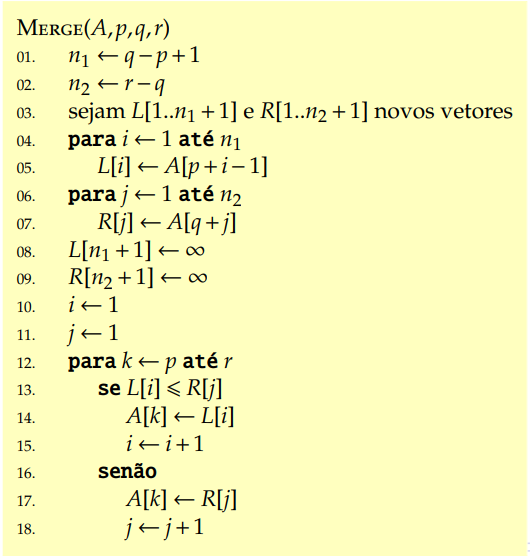 MERGE(A,p,q,r)
01. n₁ ← q−p+1
02. n₂ ← r−q
03. sejam L[1..n₁+1] e R[1..n₂+1] novos vetores
04. para i ← 1 até n₁
05. L[i] ← A[p+i−1]
06. para j ← 1 até n₂
07. R[j] ← A[q+j]
08. L[n₁+1] ← ∞
09. R[n₂+1] ← ∞
10. i ← 1
11. j ← 1
12. para k ← p até r
13. se L[i] ⩽ R[j]
14. A[k] ← L[i]
15. i ← i+1
16. senão
17. A[k] ← R[j]
18. j ← j+1